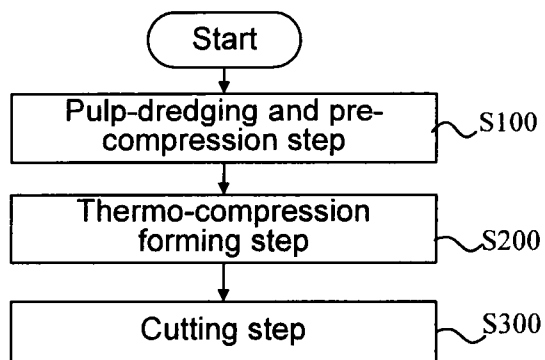 Start
Pulp-dredging and pre-
compression step
S100
Thermo-compression
forming step
S200
Cutting step
S300